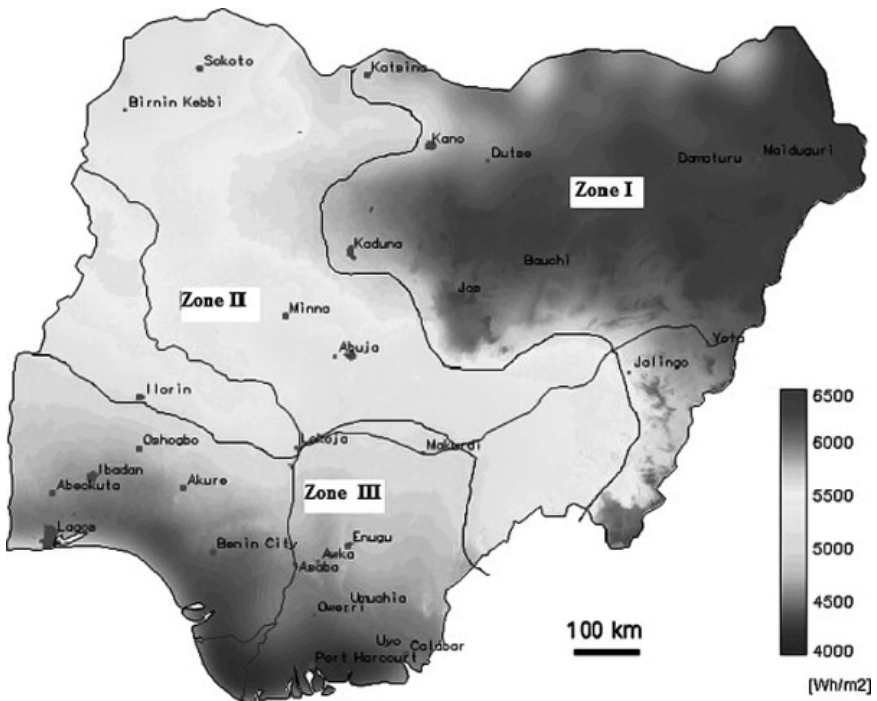 Sokoto
Katsina
Birnin Kebbi
Kano
Dutse
Damaturu
Maiduguri
Zone I
Kaduna
Bauchi
Jos
Zone II
Minna
Abuja
Yola
Jalingo
Ilorin
6500
6000
Oshogbo
Lokoja
Makurdi
Ibadan
Abeokuta
Akure
Zone III
5500
Lagos
Benin City
Enugu
Awka
Asaba
5000
Umuahia
Owerri
4500
Uyo
Calabar
Port Harcourt
100 km
4000
[Wh/m2]